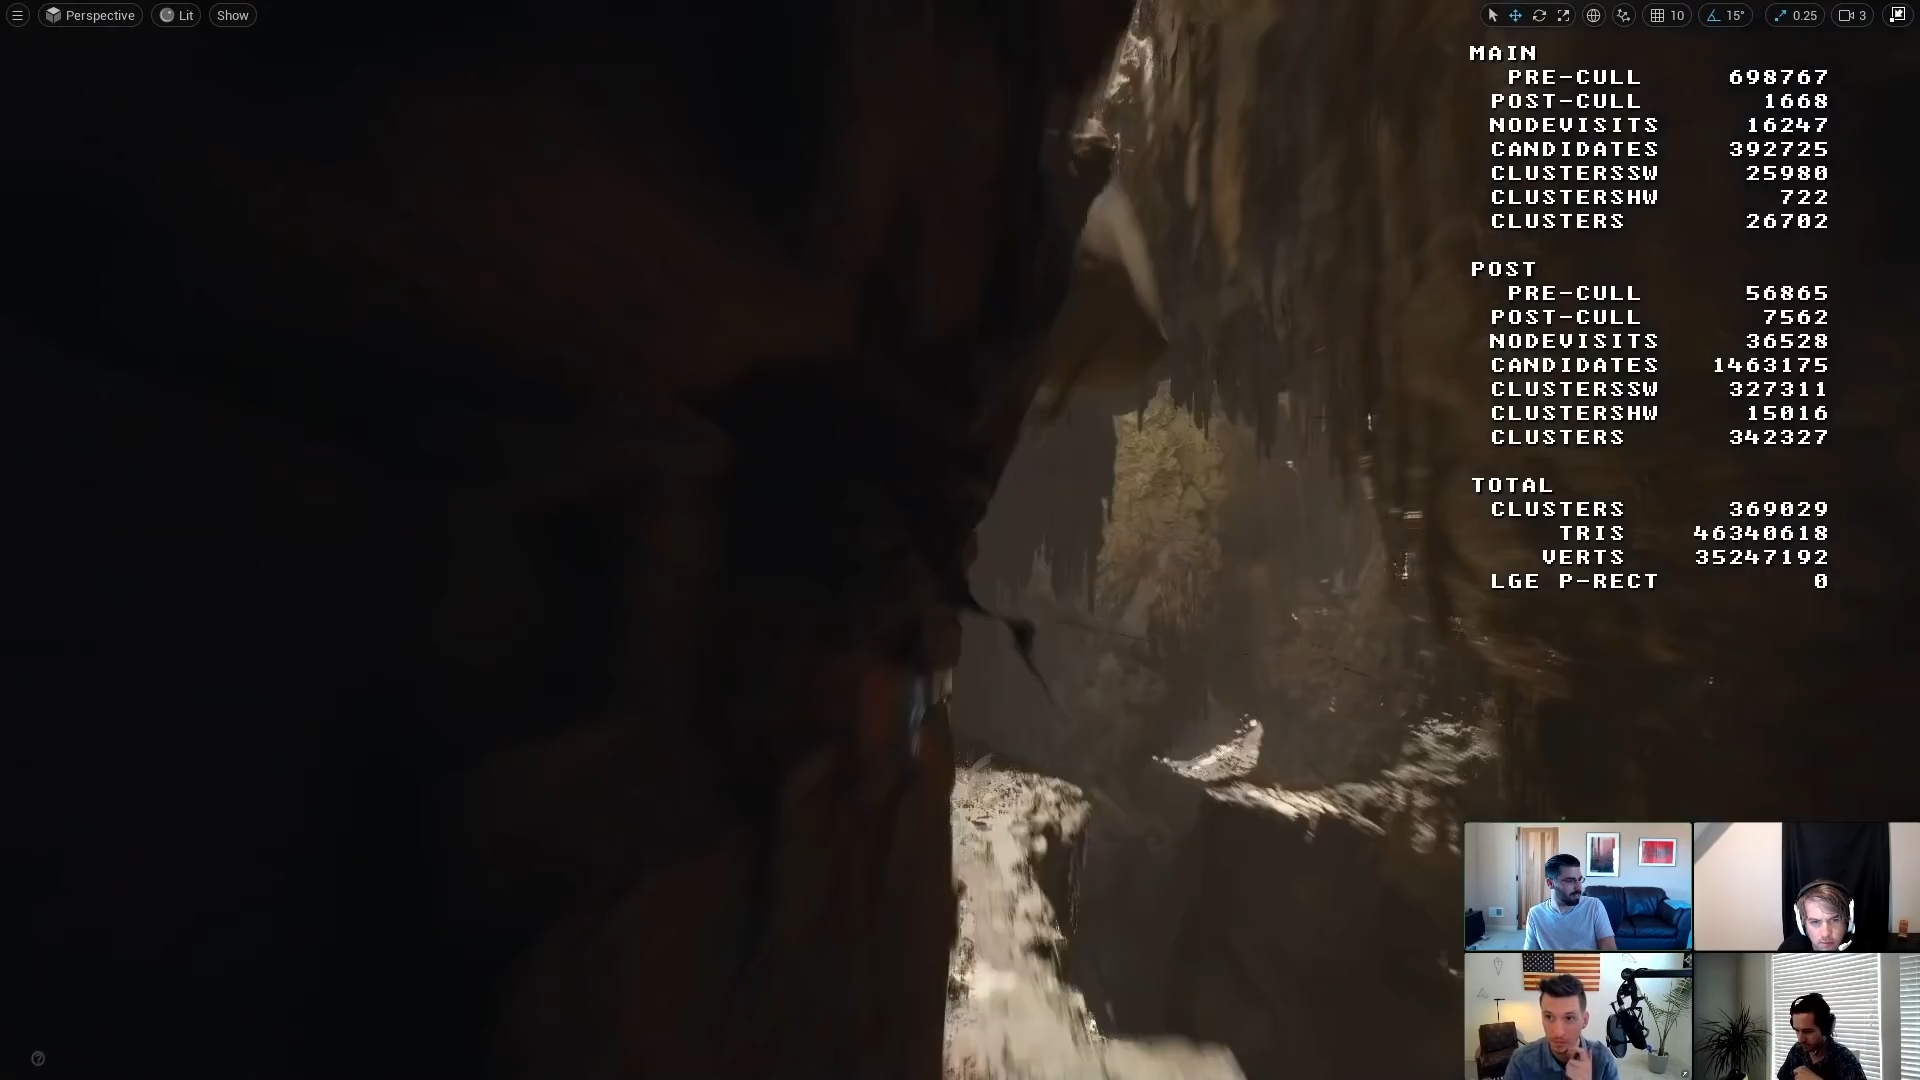 Perspective Lit Show 10 15° 0.25 3
MAIN
PRE-CULL 698767
POST-CULL 1668
NODEVISITS 16247
CANDIDATES 392725
CLUSTERSSW 25980
CLUSTERSHW 722
CLUSTERS 26702
POST
PRE-CULL 56865
POST-CULL 7562
NODEVISITS 36528
CANDIDATES 1463175
CLUSTERSSW 327311
CLUSTERSHW 15016
CLUSTERS 342327
TOTAL
CLUSTERS 369029
TRIS 46340618
VERTS 35247192
LGE P-RECT 0